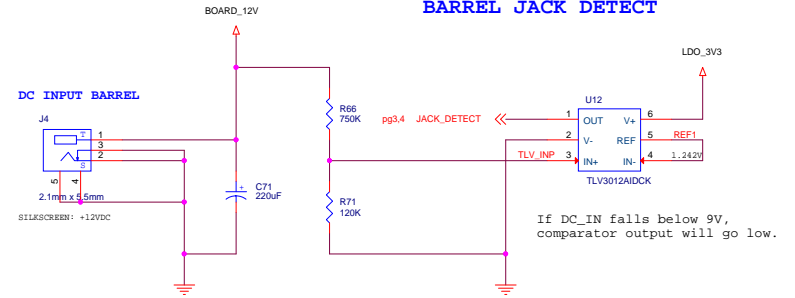 BARREL JACK DETECT
BOARD_12V
LDO_3V3
DC INPUT BARREL
J4
T
S
1
3
2
5
4
2.1mm x 5.5mm
SILKSCREEN: +12VDC
C71
220uF
R66
750K
R71
120K
pg3,4 JACK_DETECT
TLV_INP
U12
1 OUT V+ 6
2 V- REF 5 REF1
3 IN+ IN- 4 1.242V
TLV3012AIDCK
If DC_IN falls below 9V,
comparator output will go low.